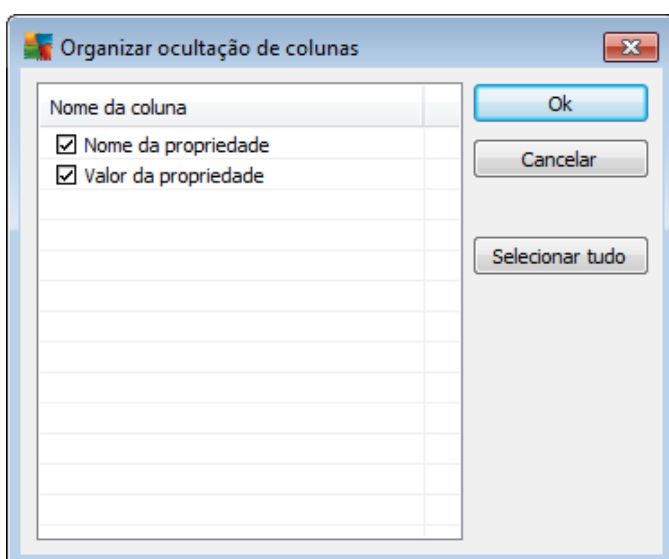 Organizar ocultação de colunas
Nome da coluna
Nome da propriedade
Valor da propriedade
Ok
Cancelar
Selecionar tudo